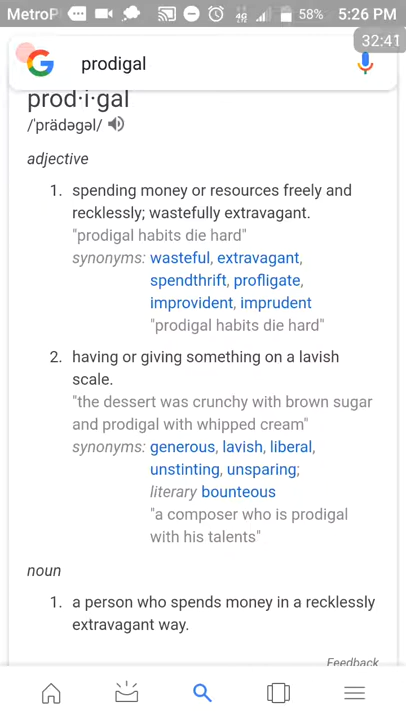 MetroP 4G LTE 58% 5:26 PM
32:41
prodigal
prod·i·gal
/ˈprädəɡəl/
adjective
1. spending money or resources freely and
recklessly; wastefully extravagant.
"prodigal habits die hard"
synonyms: wasteful, extravagant,
spendthrift, profligate,
improvident, imprudent
"prodigal habits die hard"
2. having or giving something on a lavish
scale.
"the dessert was crunchy with brown sugar
and prodigal with whipped cream"
synonyms: generous, lavish, liberal,
unstinting, unsparing;
literary bounteous
"a composer who is prodigal
with his talents"
noun
1. a person who spends money in a recklessly
extravagant way.
Feedback